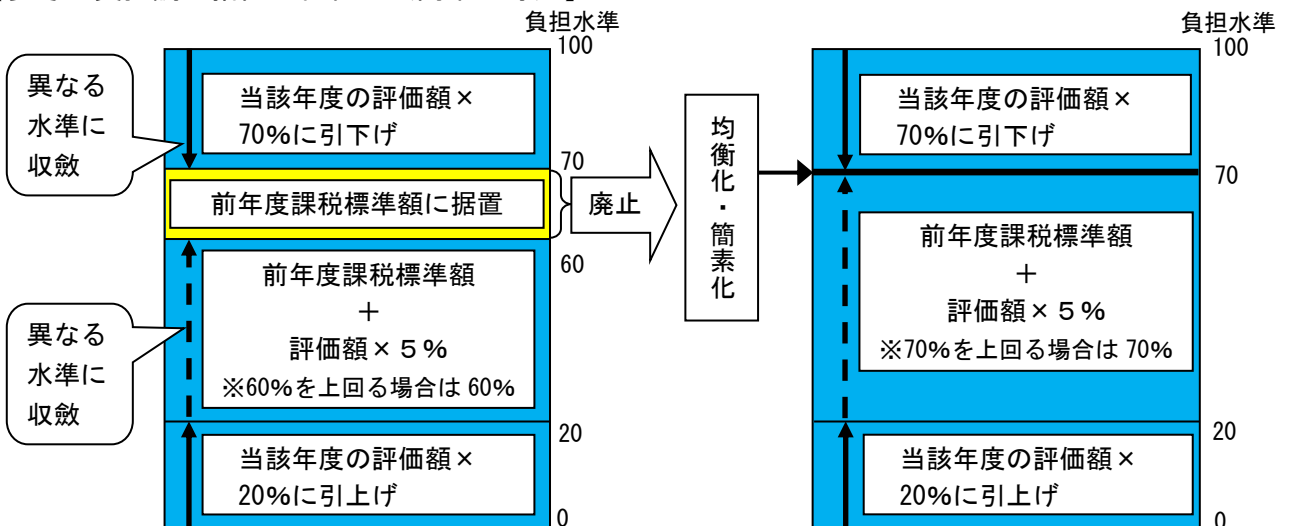 負担水準
100
異なる
水準に
収斂
当該年度の評価額×
70%に引下げ
70
前年度課税標準額に据置
廃止
60
前年度課税標準額
＋
評価額×５%
※60%を上回る場合は60%
異なる
水準に
収斂
20
当該年度の評価額×
20%に引上げ
0
均衡化・簡素化
負担水準
100
当該年度の評価額×
70%に引下げ
70
前年度課税標準額
＋
評価額×５%
※70%を上回る場合は70%
20
当該年度の評価額×
20%に引上げ
0